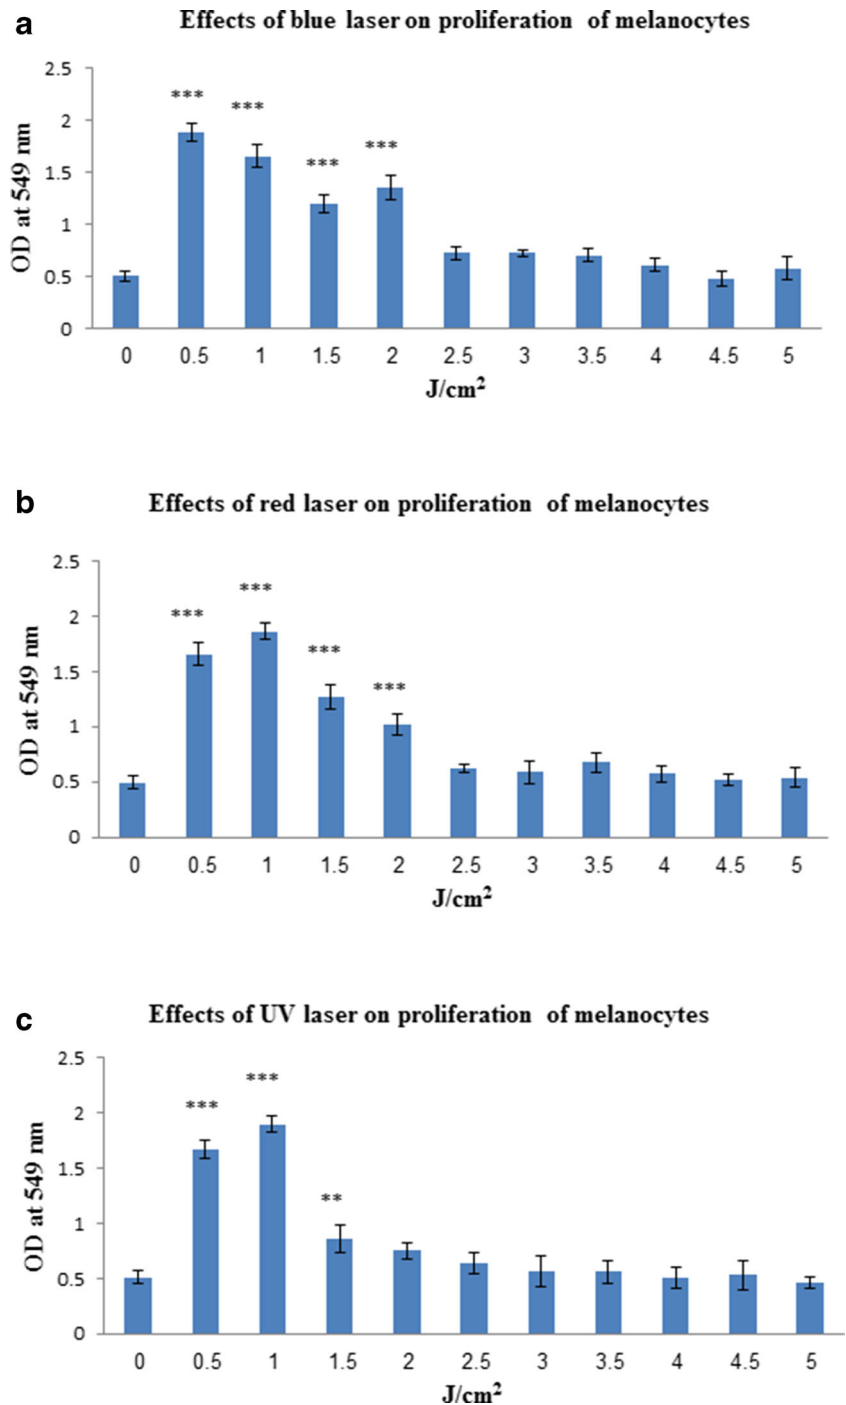 a
Effects of blue laser on proliferation of melanocytes
OD at 549 nm
2.5
2
1.5
1
0.5
0
*** *** *** ***
0 0.5 1 1.5 2 2.5 3 3.5 4 4.5 5
J/cm²
b
Effects of red laser on proliferation of melanocytes
OD at 549 nm
2.5
2
1.5
1
0.5
0
*** *** *** ***
0 0.5 1 1.5 2 2.5 3 3.5 4 4.5 5
J/cm²
c
Effects of UV laser on proliferation of melanocytes
OD at 549 nm
2.5
2
1.5
1
0.5
0
*** *** **
0 0.5 1 1.5 2 2.5 3 3.5 4 4.5 5
J/cm²